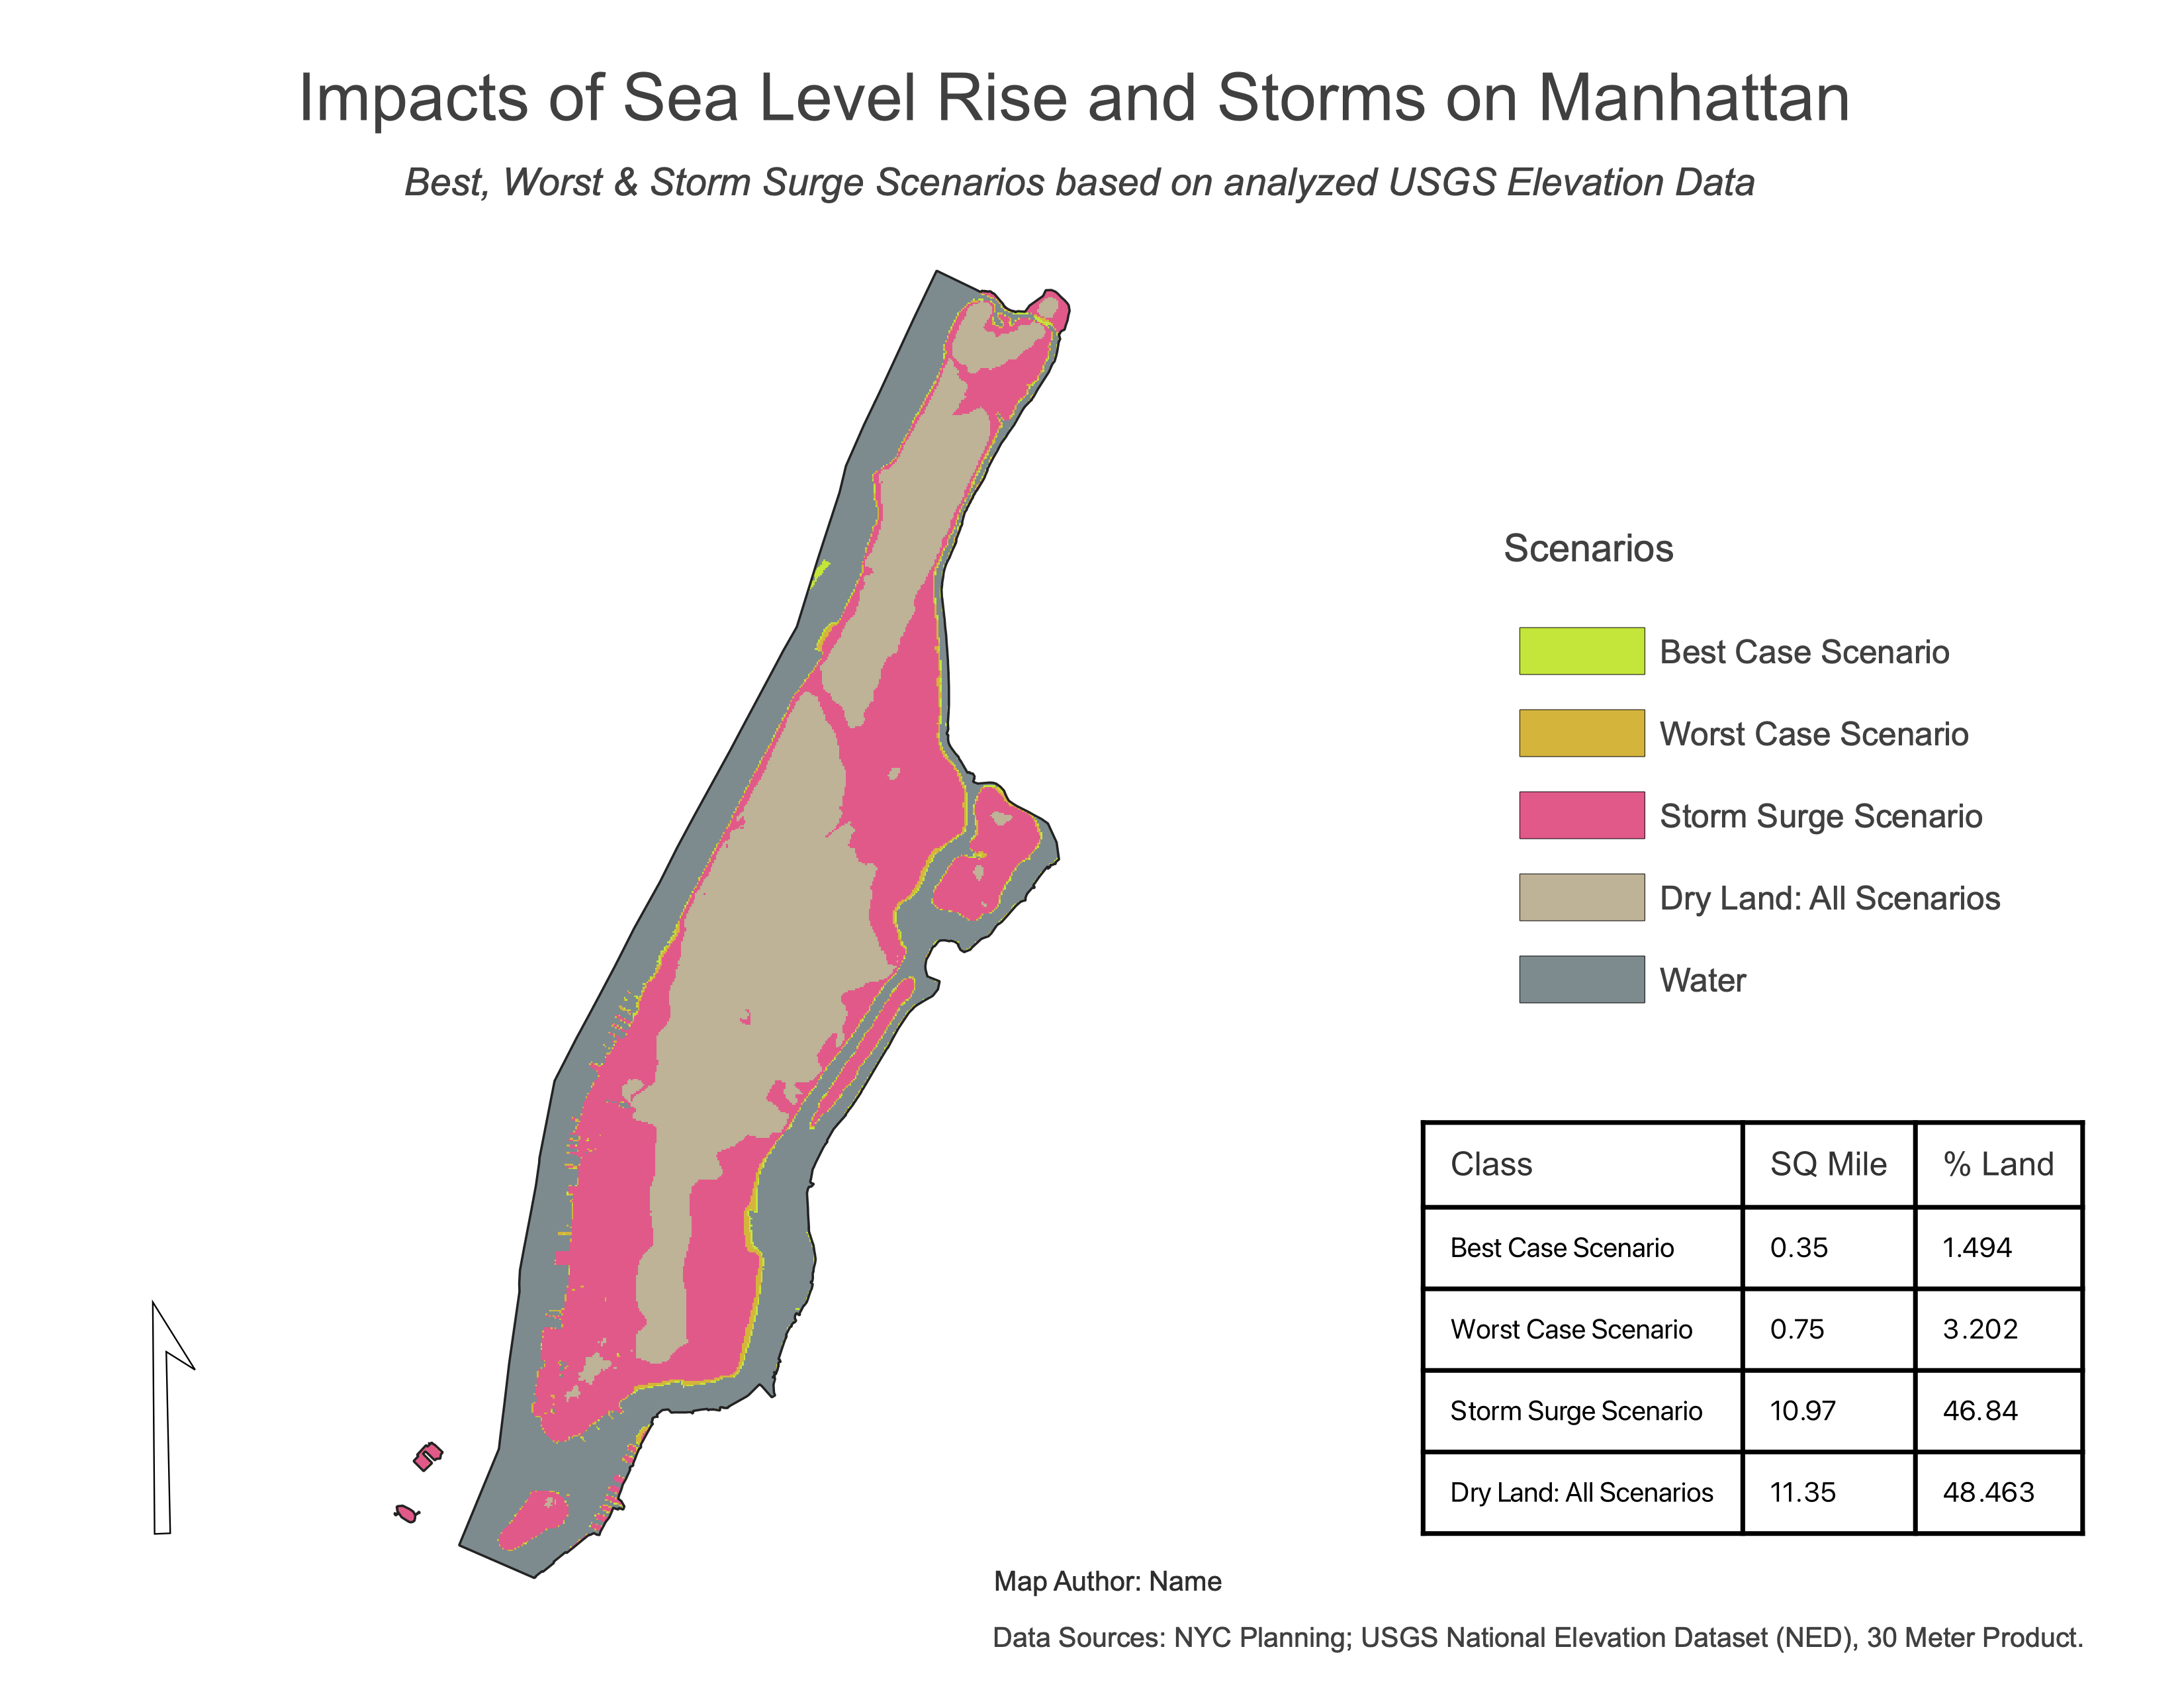 Impacts of Sea Level Rise and Storms on Manhattan
Best, Worst & Storm Surge Scenarios based on analyzed USGS Elevation Data
Scenarios
Best Case Scenario
Worst Case Scenario
Storm Surge Scenario
Dry Land: All Scenarios
Water
Class SQ Mile % Land
Best Case Scenario 0.35 1.494
Worst Case Scenario 0.75 3.202
Storm Surge Scenario 10.97 46.84
Dry Land: All Scenarios 11.35 48.463
Map Author: Name
Data Sources: NYC Planning; USGS National Elevation Dataset (NED), 30 Meter Product.